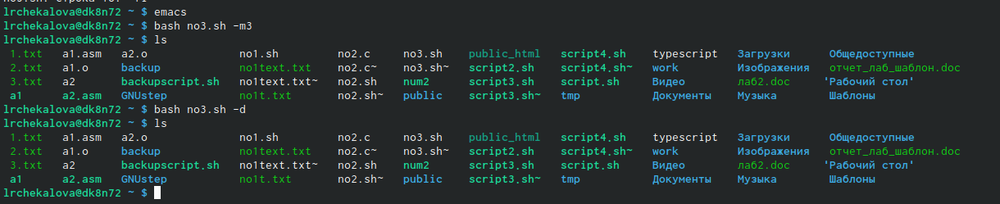 lrchekalova@dk8n72 ~ $ emacs
lrchekalova@dk8n72 ~ $ bash no3.sh -m3
lrchekalova@dk8n72 ~ $ ls
1.txt a1.asm a2.o no1.sh no2.c no3.sh public_html script4.sh typescript Загрузки Общедоступные
2.txt a1.o backup no1text.txt no2.c~ no3.sh~ script2.sh script4.sh~ work Изображения отчет_лаб_шаблон.doc
3.txt a2 backupscript.sh no1text.txt~ no2.sh num2 script3.sh script.sh Видео лаб2.doc 'Рабочий стол'
a1 a2.asm GNUstep no1t.txt no2.sh~ public script3.sh~ tmp Документы Музыка Шаблоны
lrchekalova@dk8n72 ~ $ bash no3.sh -d
lrchekalova@dk8n72 ~ $ ls
1.txt a1.asm a2.o no1.sh no2.c no3.sh public_html script4.sh typescript Загрузки Общедоступные
2.txt a1.o backup no1text.txt no2.c~ no3.sh~ script2.sh script4.sh~ work Изображения отчет_лаб_шаблон.doc
3.txt a2 backupscript.sh no1text.txt~ no2.sh num2 script3.sh script.sh Видео лаб2.doc 'Рабочий стол'
a1 a2.asm GNUstep no1t.txt no2.sh~ public script3.sh~ tmp Документы Музыка Шаблоны
lrchekalova@dk8n72 ~ $